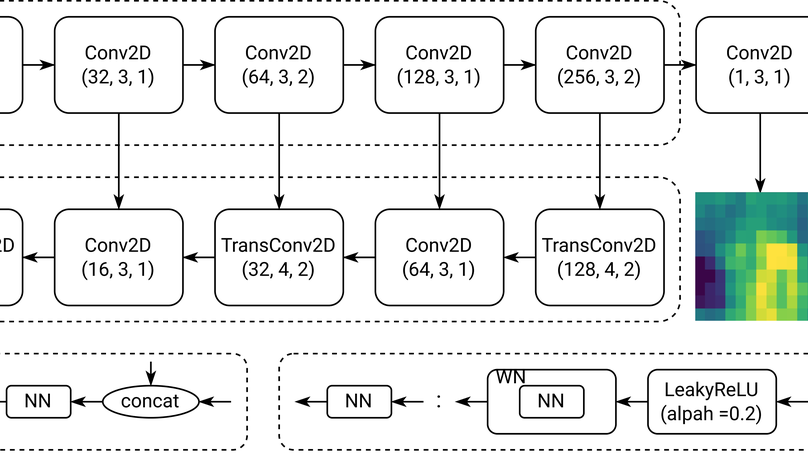 Conv2D
(32, 3, 1)
Conv2D
(64, 3, 2)
Conv2D
(128, 3, 1)
Conv2D
(256, 3, 2)
Conv2D
(1, 3, 1)
2D
Conv2D
(16, 3, 1)
TransConv2D
(32, 4, 2)
Conv2D
(64, 3, 1)
TransConv2D
(128, 4, 2)
NN
concat
NN
:
WN
NN
LeakyReLU
(alpah =0.2)